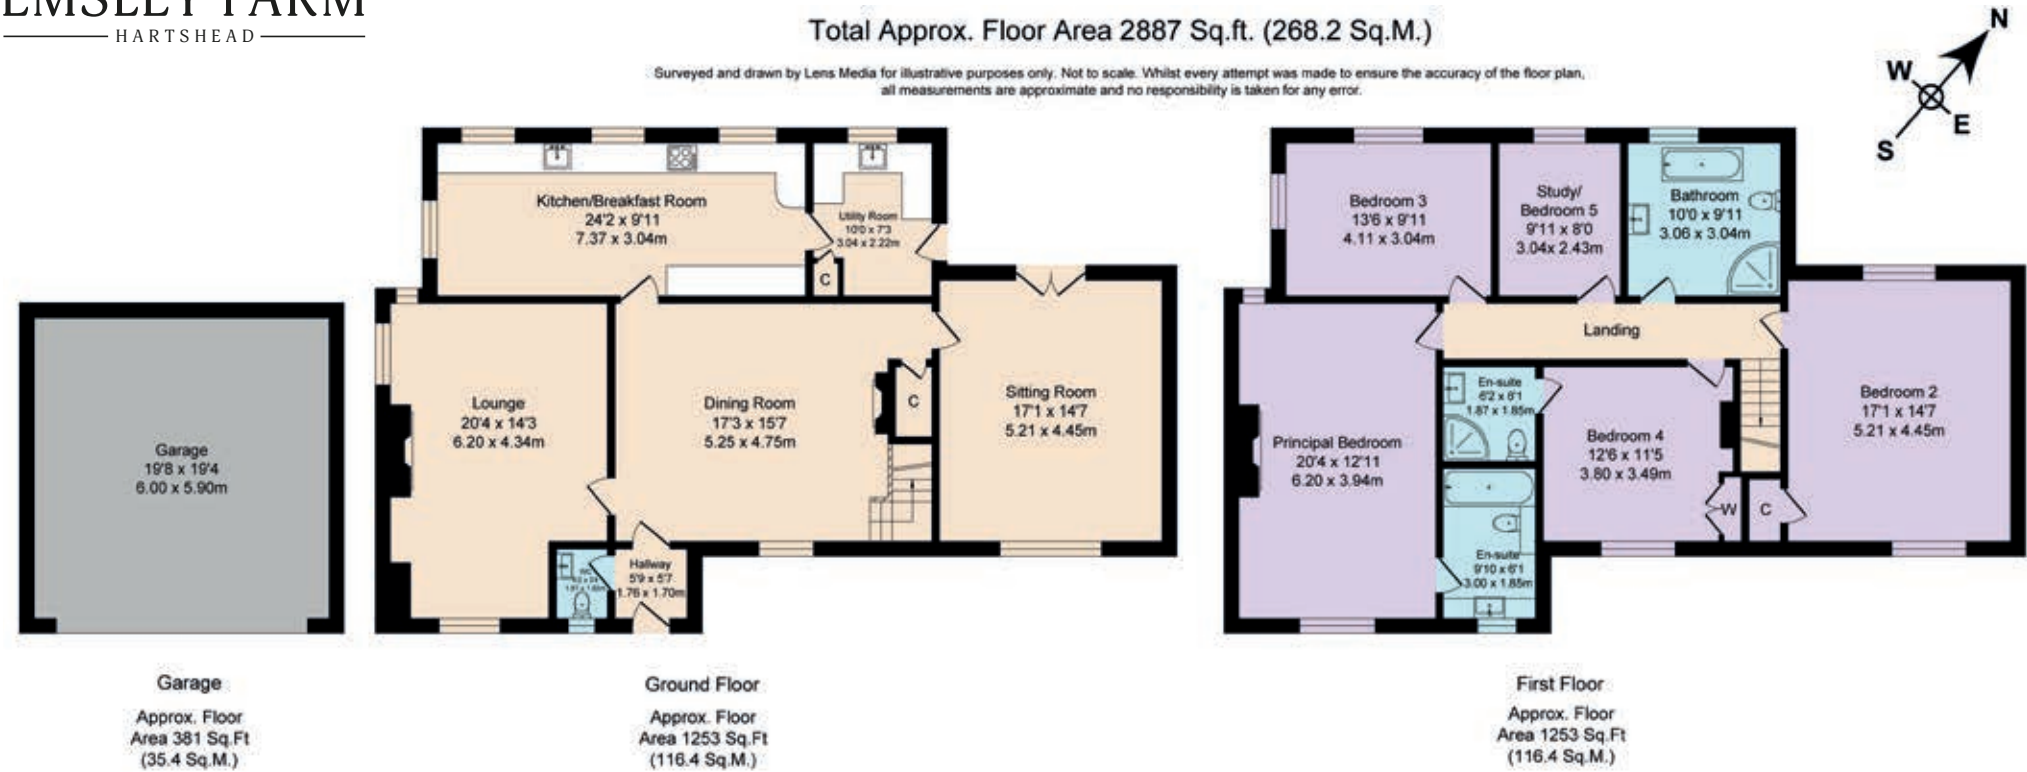 EMSLEY FARM
HARTSHEAD
Total Approx. Floor Area 2887 Sq.ft. (268.2 Sq.M.)
Surveyed and drawn by Lens Media for illustrative purposes only. Not to scale. Whilst every attempt was made to ensure the accuracy of the floor plan,
all measurements are approximate and no responsibility is taken for any error.
N
W
E
S
Garage
19'8 x 19'4
6.00 x 5.90m
Kitchen/Breakfast Room
24'2 x 9'11
7.37 x 3.04m
Utility Room
10'0 x 7'3
3.04 x 2.22m
C
Lounge
20'4 x 14'3
6.20 x 4.34m
Dining Room
17'3 x 15'7
5.25 x 4.75m
C
Sitting Room
17'1 x 14'7
5.21 x 4.45m
WC
Hallway
5'9 x 5'7
1.76 x 1.70m
Bedroom 3
13'6 x 9'11
4.11 x 3.04m
Study/
Bedroom 5
9'11 x 8'0
3.04x 2.43m
Bathroom
10'0 x 9'11
3.06 x 3.04m
Landing
Principal Bedroom
20'4 x 12'11
6.20 x 3.94m
En-suite
6'2 x 6'1
1.87 x 1.85m
Bedroom 4
12'6 x 11'5
3.80 x 3.49m
W
C
Bedroom 2
17'1 x 14'7
5.21 x 4.45m
En-suite
9'10 x 6'1
3.00 x 1.85m
Garage
Approx. Floor
Area 381 Sq.Ft
(35.4 Sq.M.)
Ground Floor
Approx. Floor
Area 1253 Sq.Ft
(116.4 Sq.M.)
First Floor
Approx. Floor
Area 1253 Sq.Ft
(116.4 Sq.M.)